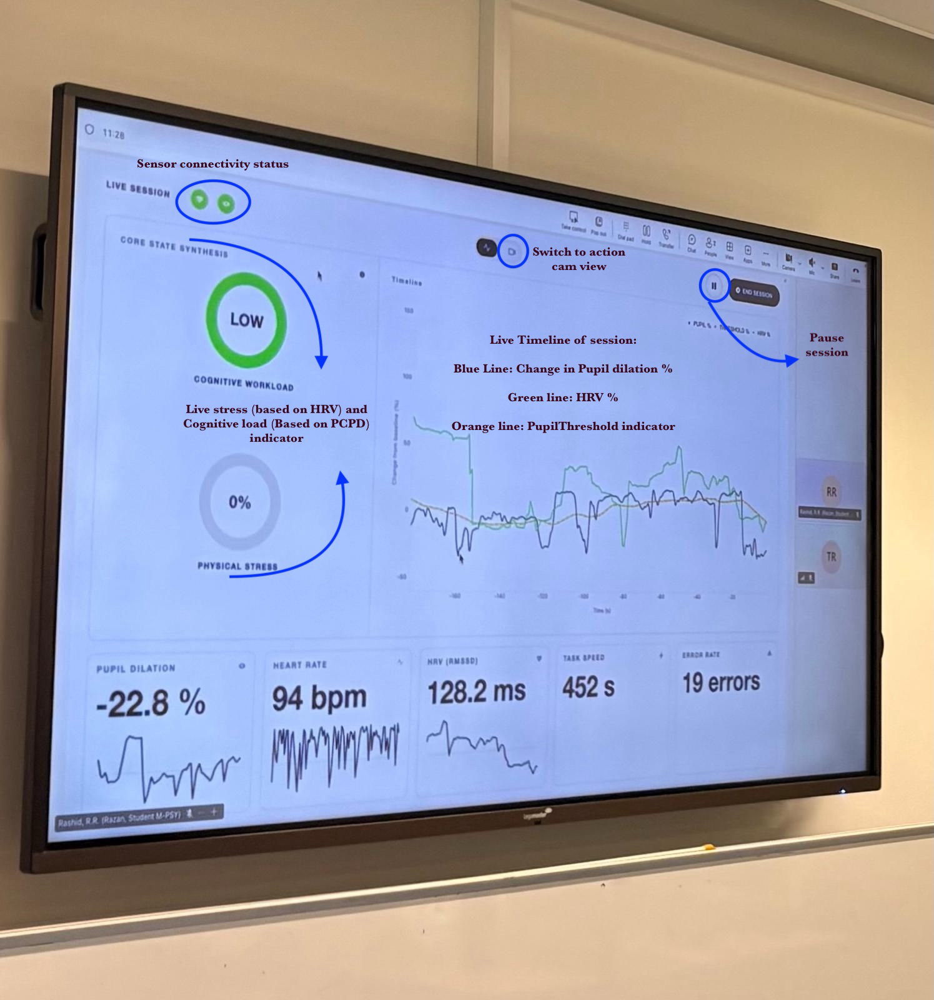 11:28
Sensor connectivity status
LIVE SESSION
Take control
Pop out
Dial pad
Hold
Transfer
Chat
People
View
Apps
More
Camera
Mic
Share
Leave
CORE STATE SYNTHESIS
Switch to action
cam view
Timeline
END SESSION
150
PUPIL % • THRESHOLD % • HRV %
LOW
Live Timeline of session:
Pause
session
Blue Line: Change in Pupil dilation %
100
COGNITIVE WORKLOAD
Green line: HRV %
Live stress (based on HRV) and
Cognitive load (Based on PCPD)
indicator
Orange line: PupilThreshold indicator
Change from baseline (%)
50
0%
0
RR
TR
PHYSICAL STRESS
-50
-160 -140 -120 -100 -80 -60 -40 -20
Time (s)
PUPIL DILATION
-22.8 %
HEART RATE
94 bpm
HRV (RMSSD)
128.2 ms
TASK SPEED
452 s
ERROR RATE
19 errors
Rashid, R.R. (Razan, Student M-PSY)